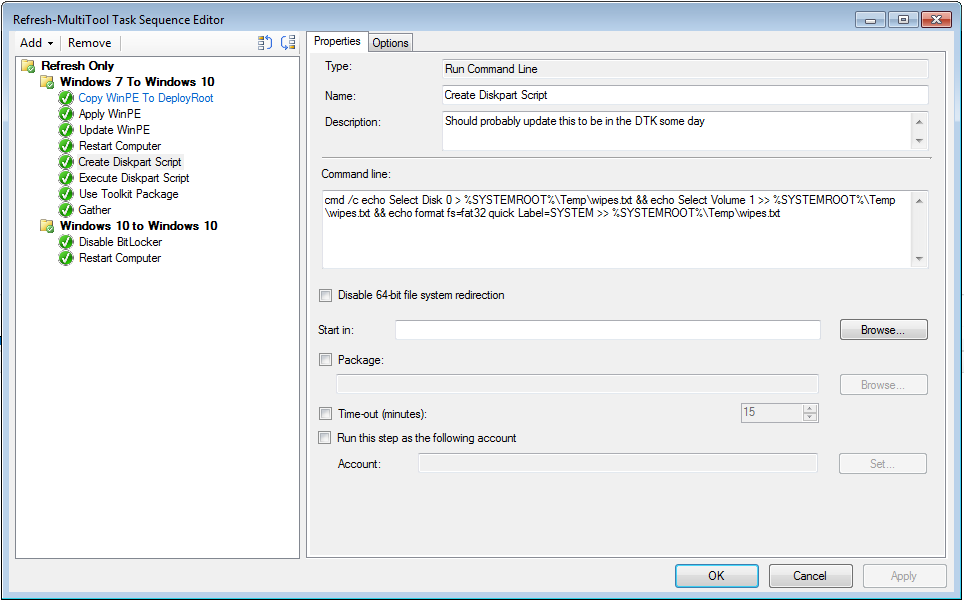 Refresh-MultiTool Task Sequence Editor
Add Remove
Refresh Only
Windows 7 To Windows 10
Copy WinPE To DeployRoot
Apply WinPE
Update WinPE
Restart Computer
Create Diskpart Script
Execute Diskpart Script
Use Toolkit Package
Gather
Windows 10 to Windows 10
Disable BitLocker
Restart Computer
Properties Options
Type: Run Command Line
Name: Create Diskpart Script
Description: Should probably update this to be in the DTK some day
Command line:
cmd /c echo Select Disk 0 > %SYSTEMROOT%\Temp\wipes.txt && echo Select Volume 1 >> %SYSTEMROOT%\Temp
\wipes.txt && echo format fs=fat32 quick Label=SYSTEM >> %SYSTEMROOT%\Temp\wipes.txt
Disable 64-bit file system redirection
Start in: Browse...
Package:
Browse...
Time-out (minutes): 15
Run this step as the following account
Account: Set...
OK Cancel Apply